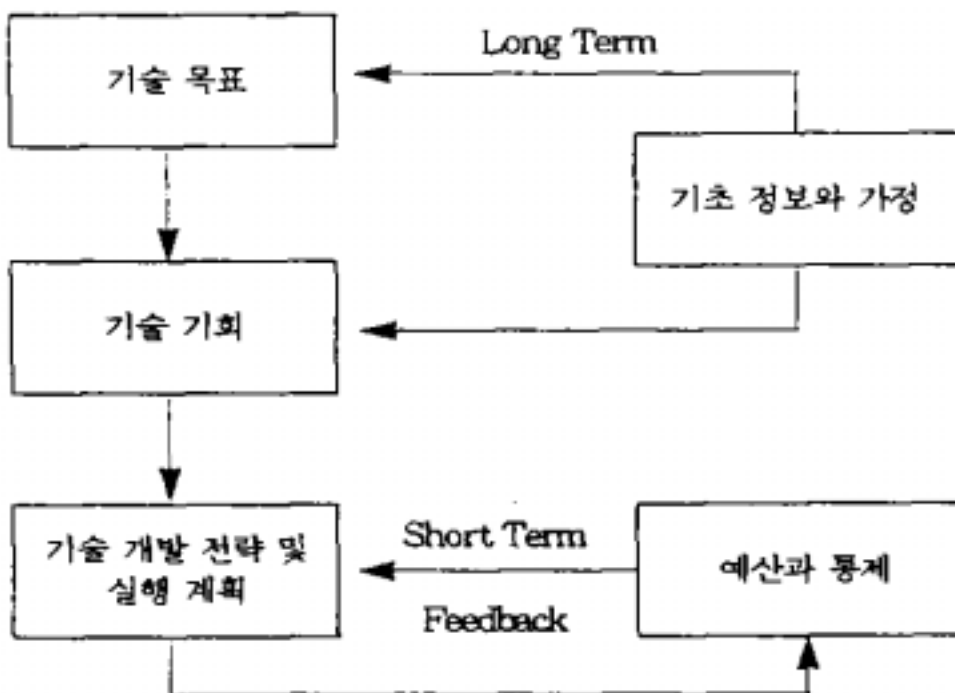 Long Term
기술 목표
기초 정보와 가정
기술 기회
기술 개발 전략 및
실행 계획
Short Term
Feedback
예산과 통제